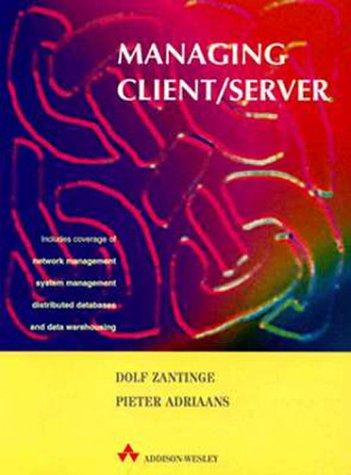 MANAGING
CLIENT/SERVER
Includes coverage of
network management
system management
distributed databases
and data warehousing
DOLF ZANTINGE
PIETER ADRIAANS
ADDISON-WESLEY